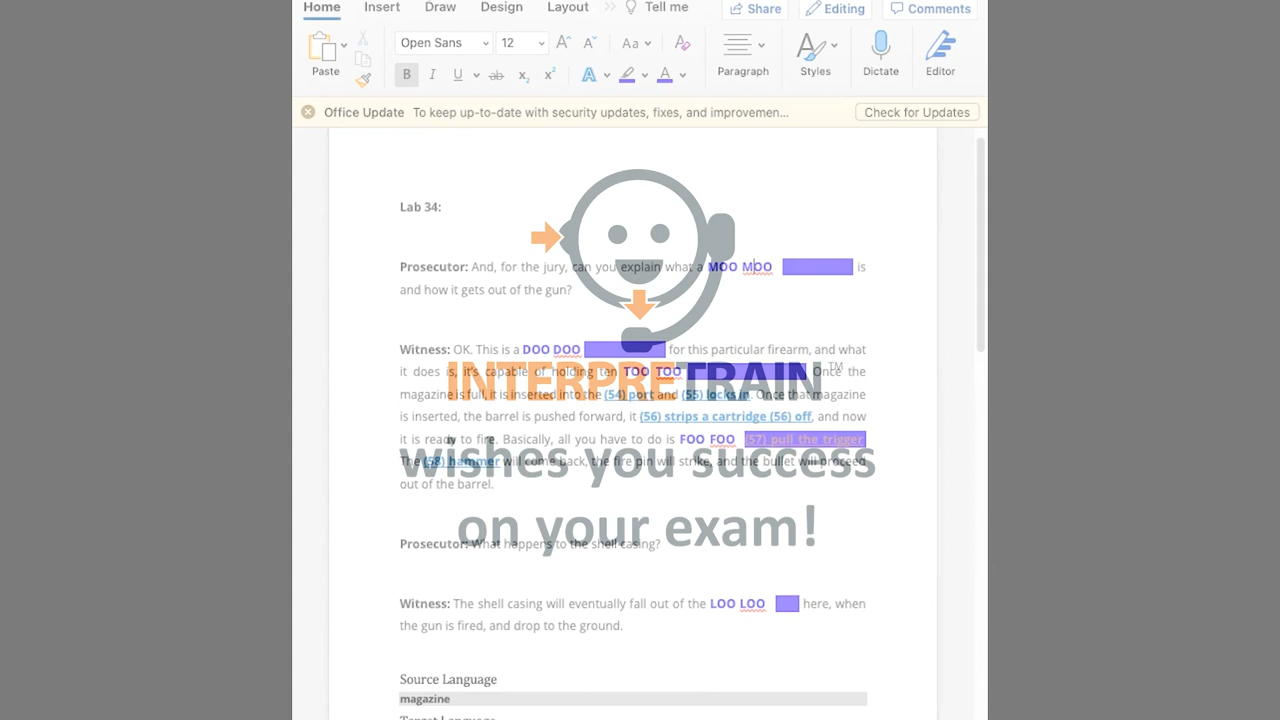 Home Insert Draw Design Layout >> Tell me Share Editing Comments
Open Sans 12 Aa
Paste B I U ab x₂ x² A A Paragraph Styles Dictate Editor
Office Update To keep up-to-date with security updates, fixes, and improvemen... Check for Updates
Lab 34:
Prosecutor: And, for the jury, can you explain what a MOO MOO is
and how it gets out of the gun?
Witness: OK. This is a DOO DOO for this particular firearm, and what
it does is, it's capable of holding ten TOO TOO Once the
magazine is full, it is inserted into the (54) port and (55) locks in. Once that magazine
is inserted, the barrel is pushed forward, it (56) strips a cartridge (56) off, and now
it is ready to fire. Basically, all you have to do is FOO FOO (57) pull the trigger
The (58) hammer will come back, the fire pin will strike, and the bullet will proceed
out of the barrel.
Prosecutor: What happens to the shell casing?
Witness: The shell casing will eventually fall out of the LOO LOO here, when
the gun is fired, and drop to the ground.
Source Language
magazine
Target Language
INTERPRETRAIN™
wishes you success
on your exam!